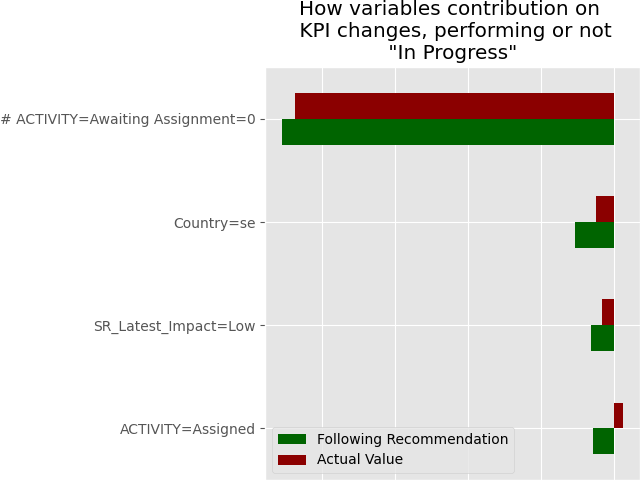 How variables contribution on
KPI changes, performing or not
"In Progress"
# ACTIVITY=Awaiting Assignment=0
Country=se
SR_Latest_Impact=Low
ACTIVITY=Assigned
Following Recommendation
Actual Value